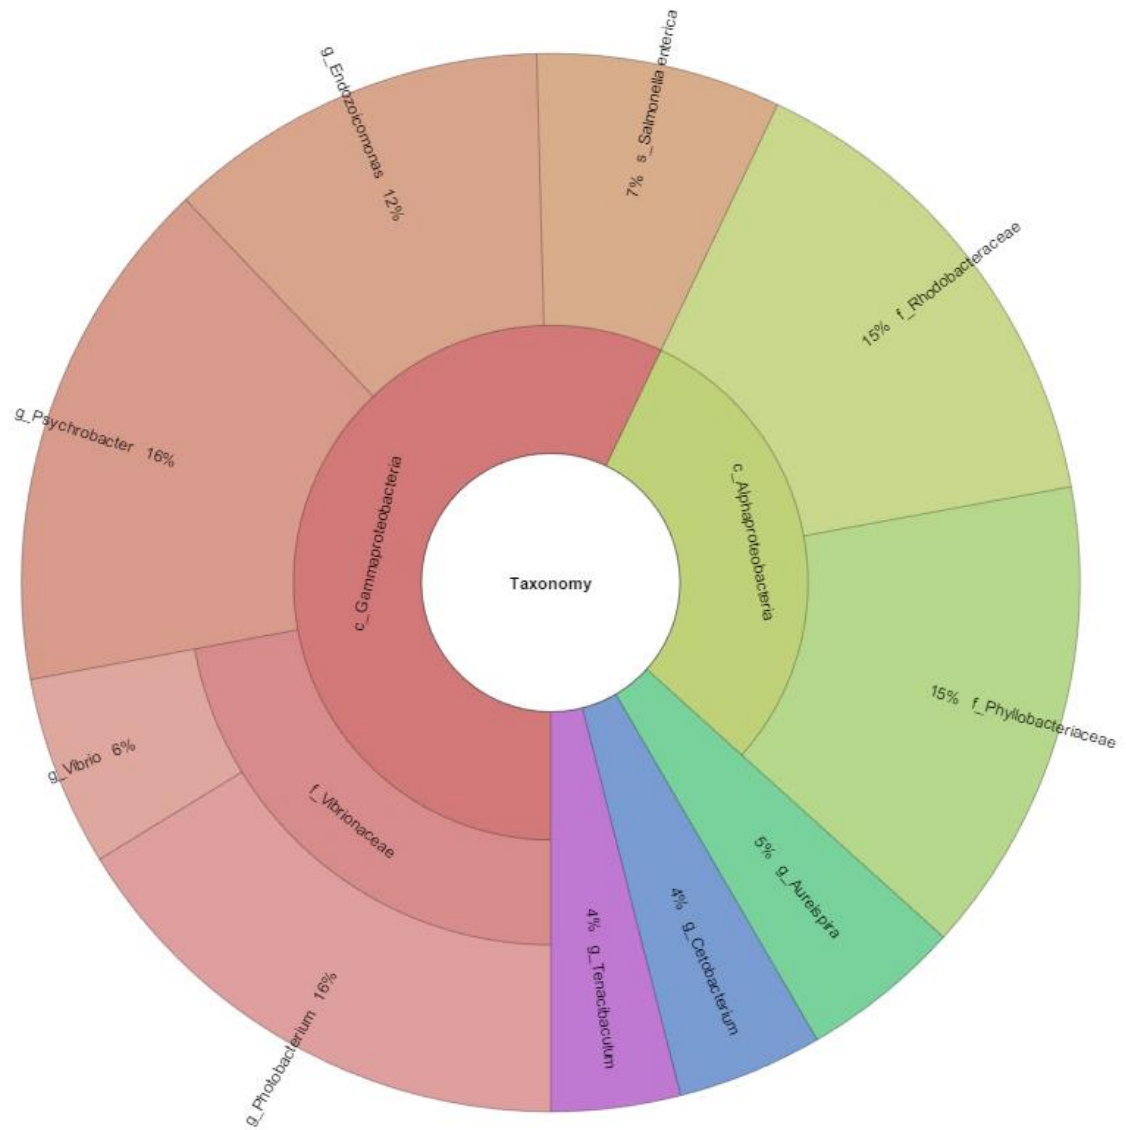 g_Endozoicomonas 12%
7% s_Salmonella enterica
15% f_Rhodobacteraceae
g_Psychrobacter 16%
c_Gammaproteobacteria
c_Alphaproteobacteria
Taxonomy
15% f_Phyllobacteriaceae
g_Vibrio 6%
f_Vibrionaceae
5% g_Aureispira
4% g_Cetobacterium
4% g_Tenacibaculum
g_Photobacterium 16%